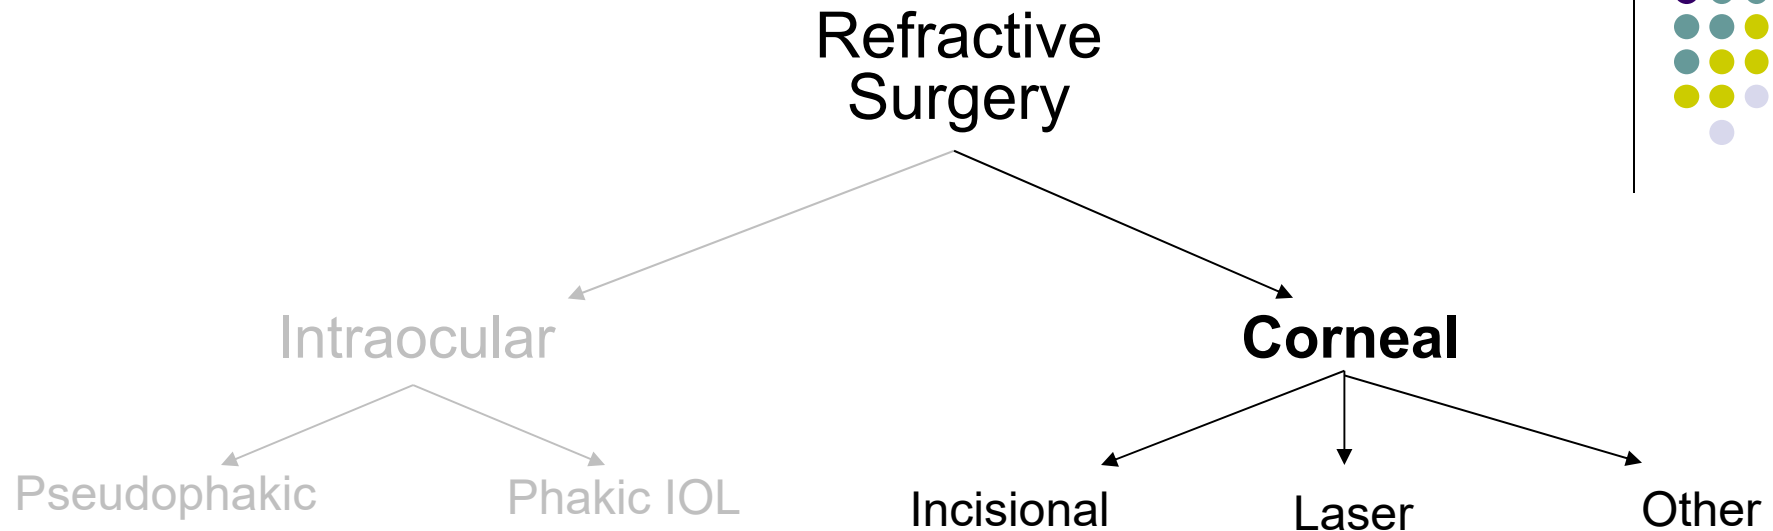 Refractive
Surgery
Intraocular
Corneal
Pseudophakic
Phakic IOL
Incisional
Laser
Other